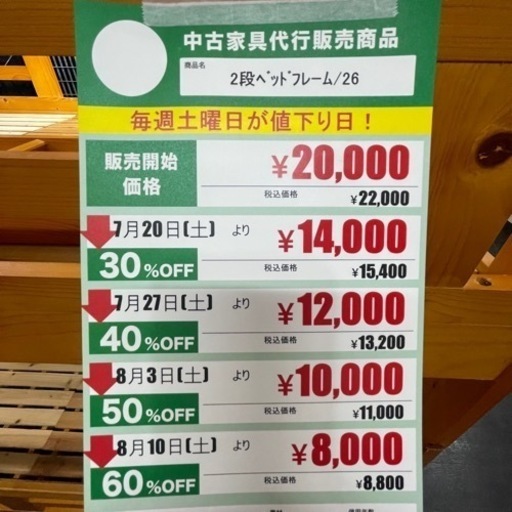 中古家具代行販売商品
商品名
2段ﾍﾞｯﾄﾞﾌﾚｰﾑ/26
毎週土曜日が値下り日！
販売開始
価格
¥20,000
税込価格 ¥22,000
7月20日(土) より ¥14,000
30%OFF 税込価格 ¥15,400
7月27日(土) より ¥12,000
40%OFF 税込価格 ¥13,200
8月3日(土) より ¥10,000
50%OFF 税込価格 ¥11,000
8月10日(土) より ¥8,000
60%OFF 税込価格 ¥8,800